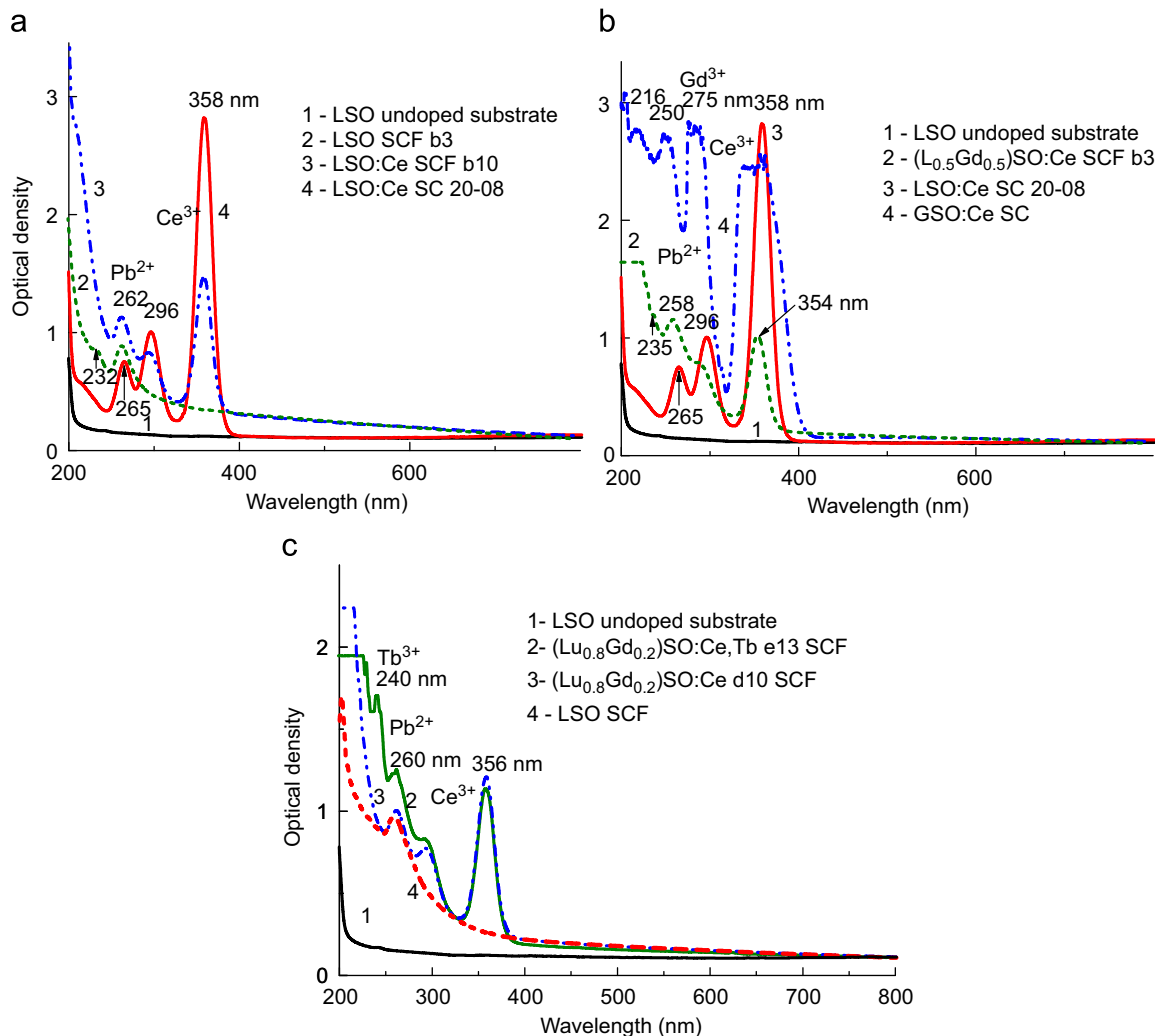 a
3
2
1
0
Optical density
358 nm
1 - LSO undoped substrate
2 - LSO SCF b3
3 - LSO:Ce SCF b10
4 - LSO:Ce SC 20-08
3
Ce³⁺
4
Pb²⁺
262
296
2
232
265
1
200
400
600
Wavelength (nm)
b
3
2
1
0
Optical density
216
250
Gd³⁺
275 nm
358 nm
3
Ce³⁺
1 - LSO undoped substrate
2 - (L₀.₅Gd₀.₅)SO:Ce SCF b3
3 - LSO:Ce SC 20-08
4 - GSO:Ce SC
4
2
Pb²⁺
258
296
354 nm
235
265
1
200
400
600
Wavelength (nm)
c
2
1
0
Optical density
Tb³⁺
240 nm
Pb²⁺
260 nm
356 nm
Ce³⁺
3
2
4
1
1- LSO undoped substrate
2- (Lu₀.₈Gd₀.₂)SO:Ce,Tb e13 SCF
3- (Lu₀.₈Gd₀.₂)SO:Ce d10 SCF
4 - LSO SCF
200
300
400
500
600
700
800
Wavelength (nm)